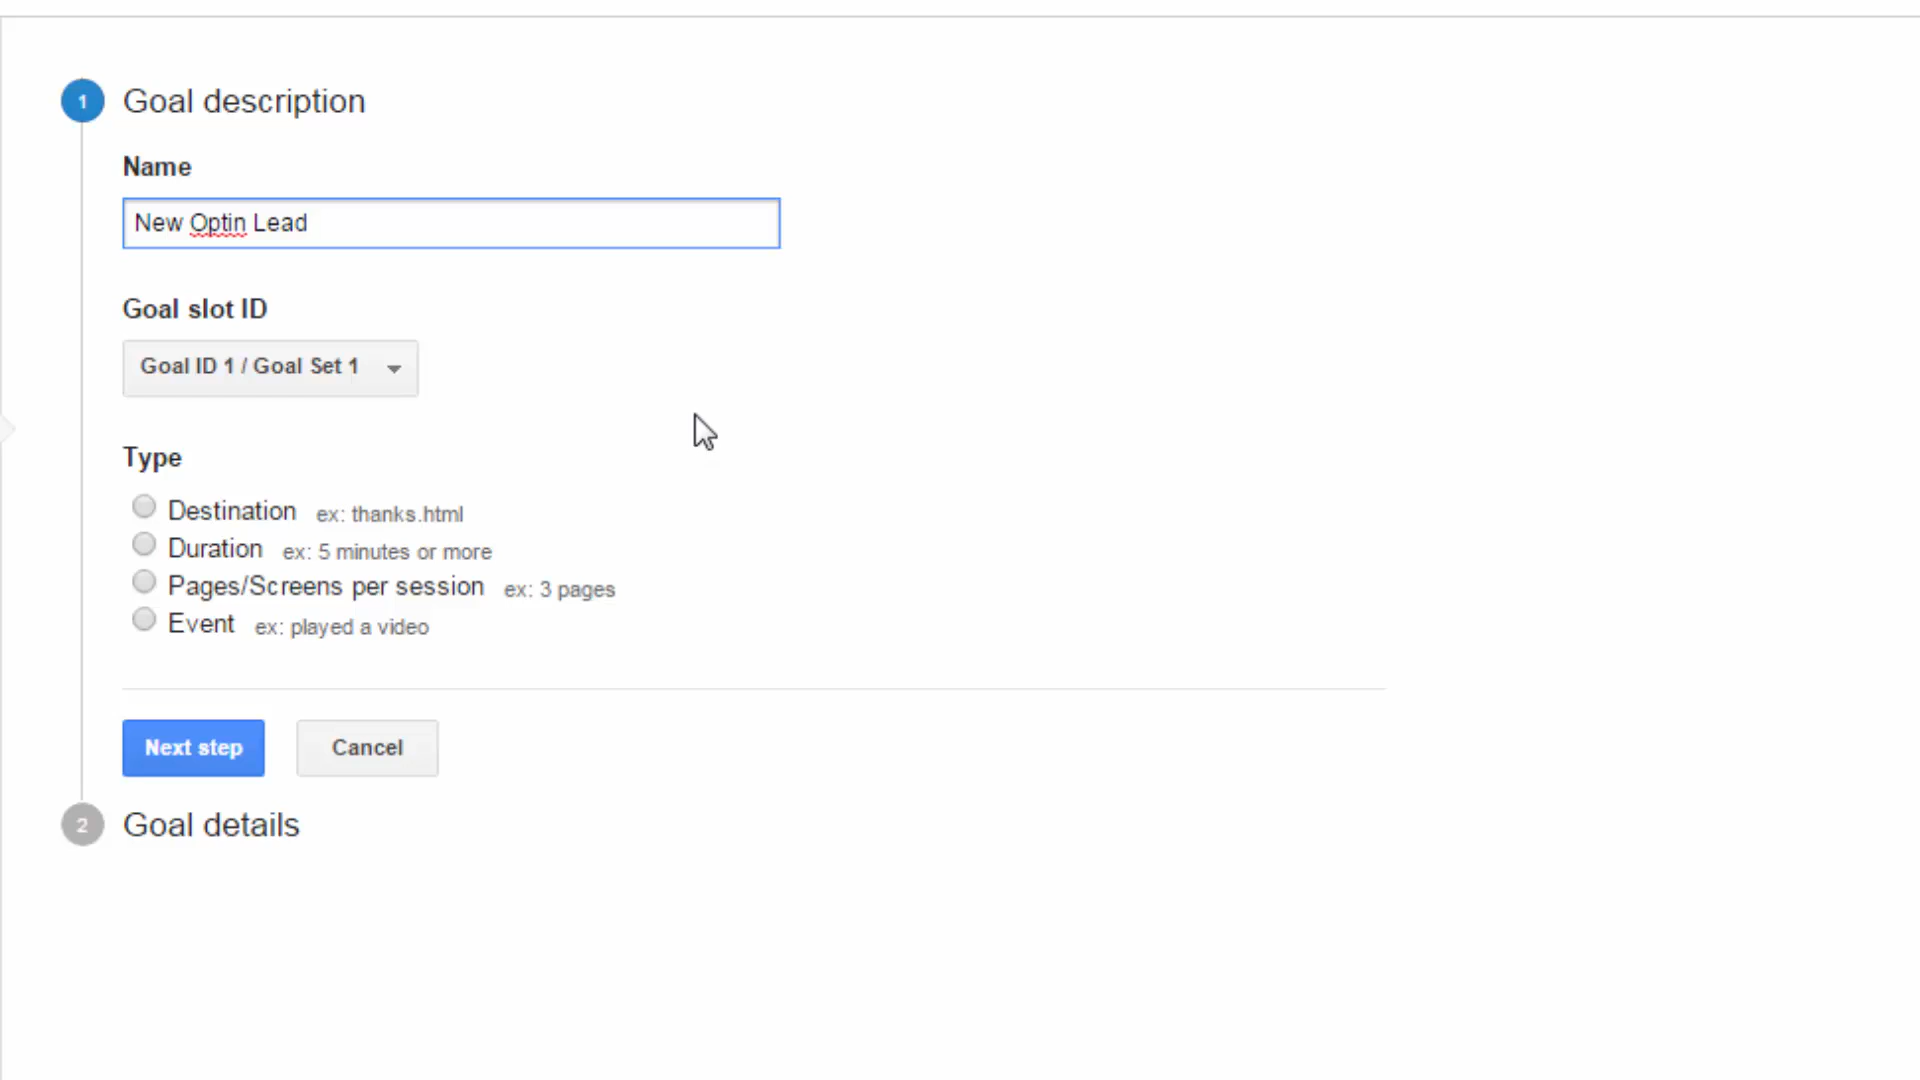 1 Goal description
Name
New Optin Lead
Goal slot ID
Goal ID 1 / Goal Set 1
Type
Destination ex: thanks.html
Duration ex: 5 minutes or more
Pages/Screens per session ex: 3 pages
Event ex: played a video
Next step Cancel
2 Goal details